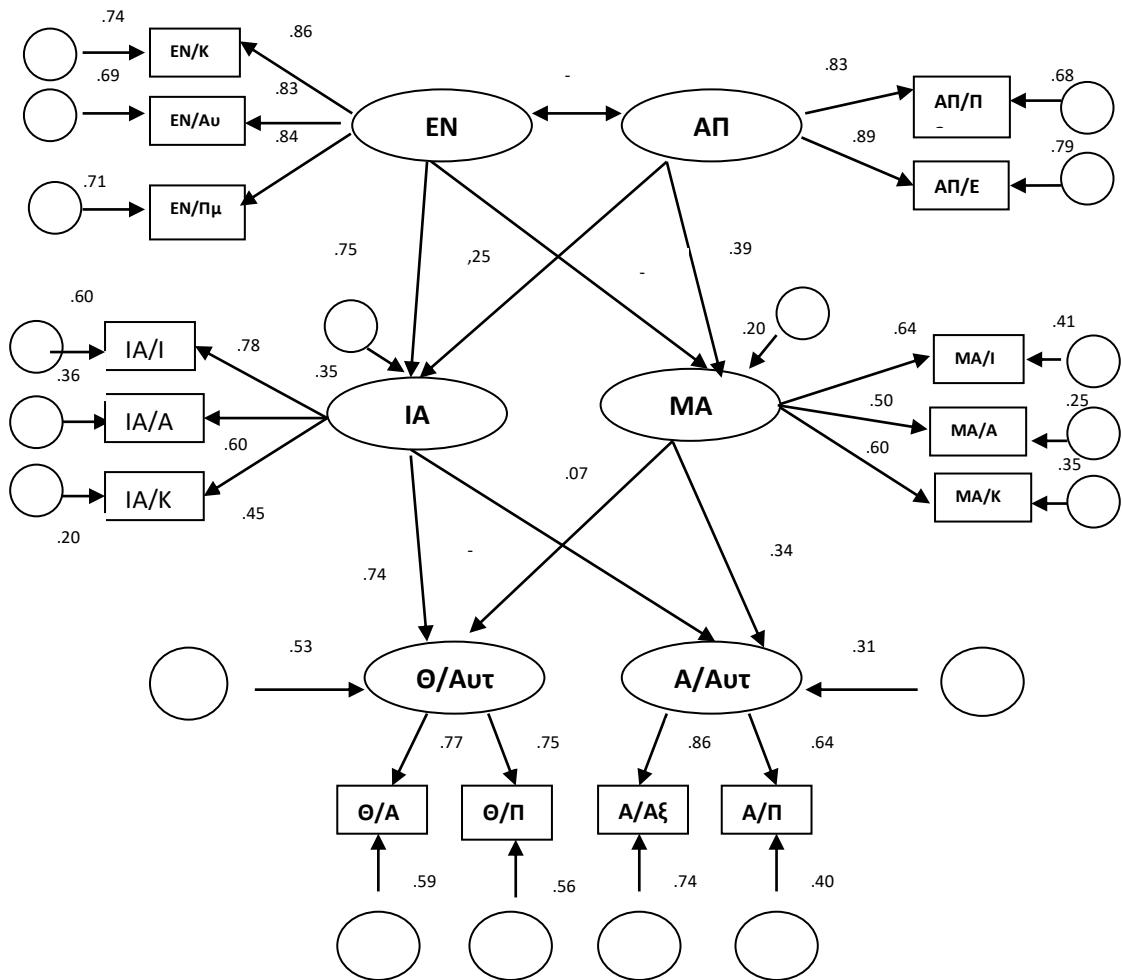 .74
.86
.83
ΕΝ/Κ
.68
.69
.83
-
ΑΠ/Π
–
ΕΝ/Αυ
ΕΝ
ΑΠ
.84
.89
.79
.71
ΕΝ/Πμ
ΑΠ/Ε
.75
,25
-
.39
.60
.20
.64
.41
ΙΑ/Ι
.78
ΜΑ/Ι
.36
.35
.50
.25
ΙΑ/Α
ΙΑ
ΜΑ
ΜΑ/Α
.60
.60
.35
ΙΑ/Κ
.07
ΜΑ/Κ
.45
.20
-
.34
.74
.53
.31
Θ/Αυτ
Α/Αυτ
.77
.75
.86
.64
Θ/Α
Θ/Π
Α/Αξ
Α/Π
.59
.56
.74
.40